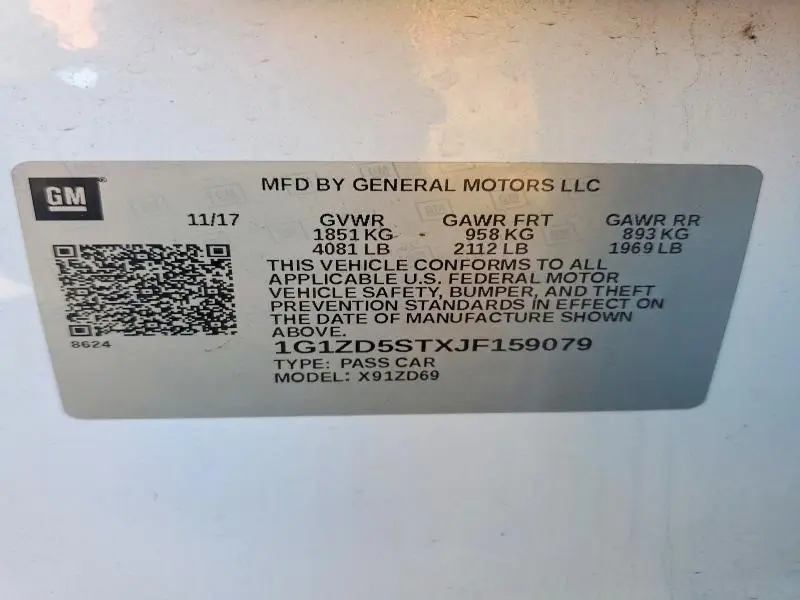 GM
MFD BY GENERAL MOTORS LLC
11/17 GVWR GAWR FRT GAWR RR
1851 KG 958 KG 893 KG
4081 LB 2112 LB 1969 LB
THIS VEHICLE CONFORMS TO ALL
APPLICABLE U.S. FEDERAL MOTOR
VEHICLE SAFETY, BUMPER, AND THEFT
PREVENTION STANDARDS IN EFFECT ON
THE DATE OF MANUFACTURE SHOWN
ABOVE.
8624
1G1ZD5STXJF159079
TYPE: PASS CAR
MODEL: X91ZD69